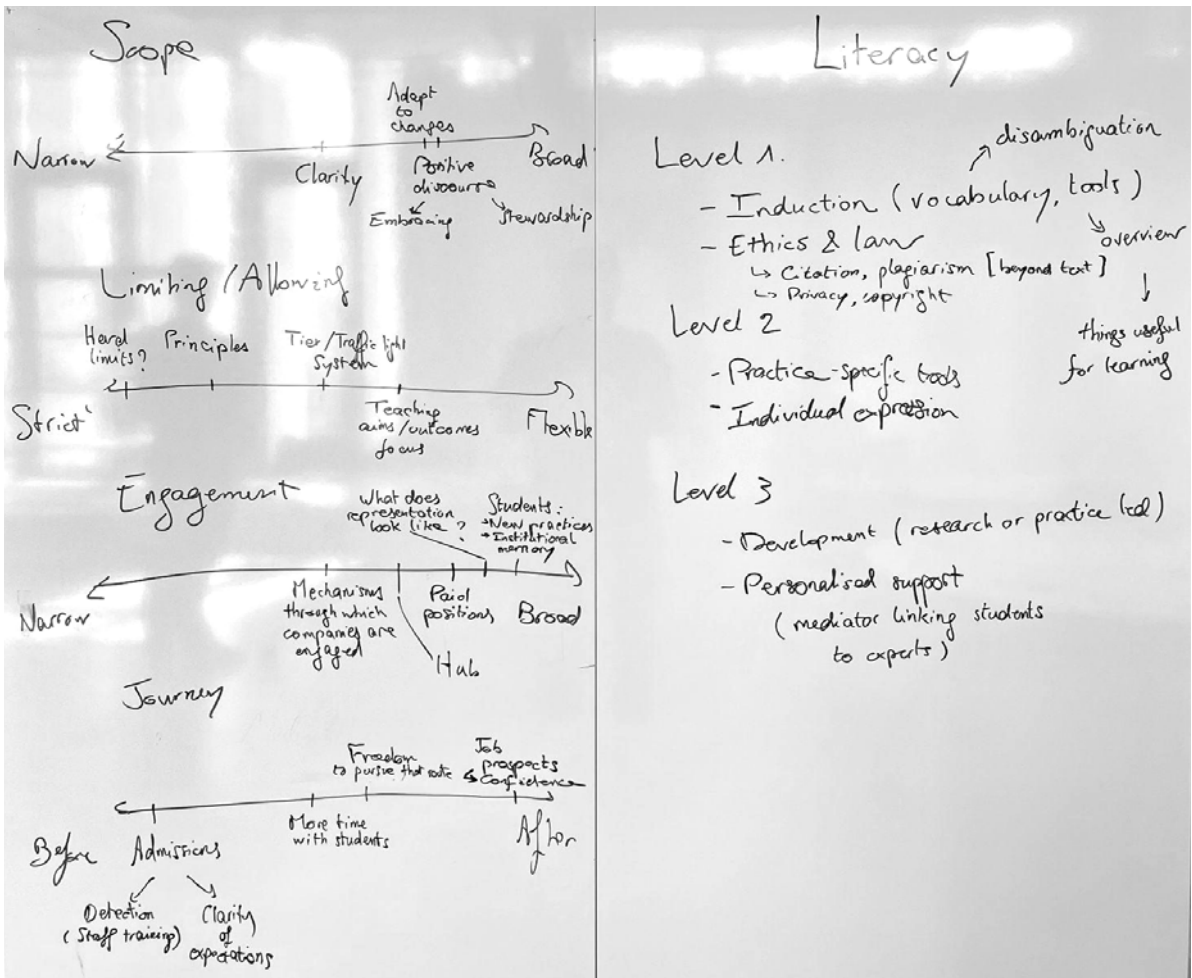 Scope
Adapt
to
changes
Narrow
Broad
Clarity
Positive
discourse
Embracing
Stewardship
Limiting / Allowing
Hard
limits?
Principles
Tier/Traffic light
System
Strict
Flexible
Teaching
aims/outcomes
focus
Engagement
What does
representation
look like?
Students:
→ New practices
→ Institutional
memory
Narrow
Mechanisms
through which
companies are
engaged
Hub
Paid
positions
Broad
Journey
Freedom
to pursue that route
Job
prospects
↳ Confidence
Before
Admissions
More time
with students
After
Detection
(Staff training)
Clarity
of
expectations
Literacy
Level 1.
disambiguation
- Induction (vocabulary, tools)
overview
things useful
for learning
- Ethics & law
↳ Citation, plagiarism [beyond text]
↳ Privacy, copyright
Level 2
- Practice-specific tools
- Individual expression
Level 3
- Development (research or practice led)
- Personalised support
(mediator linking students
to experts)